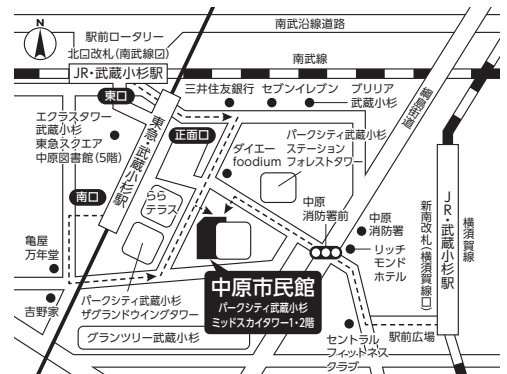 南武沿線道路
駅前ロータリー
北口改札(南武線口)
南武線
JR・武蔵小杉駅
東口
三井住友銀行
セブンイレブン
ブリリア
武蔵小杉
綱島街道
エクラスタワー
武蔵小杉
東急スクエア
中原図書館(5階)
東急・武蔵小杉駅
正面口
ダイエー
foodium
パークシティ武蔵小杉
ステーション
フォレストタワー
南口
ららテラス
中原
消防署前
中原
消防署
リッチ
モンド
ホテル
新南改札(横須賀線口)
JR・武蔵小杉駅
横須賀線
亀屋
万年堂
吉野家
パークシティ武蔵小杉
ザグランドウイングタワー
グランツリー武蔵小杉
中原市民館
パークシティ武蔵小杉
ミッドスカイタワー1・2階
セントラル
フィットネス
クラブ
駅前広場